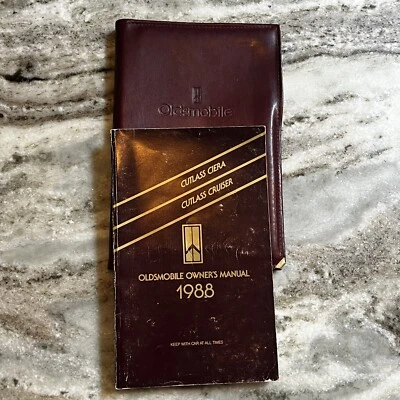 Oldsmobile
CUTLASS CIERA
CUTLASS CRUISER
OLDSMOBILE OWNER'S MANUAL
1988
KEEP WITH CAR AT ALL TIMES